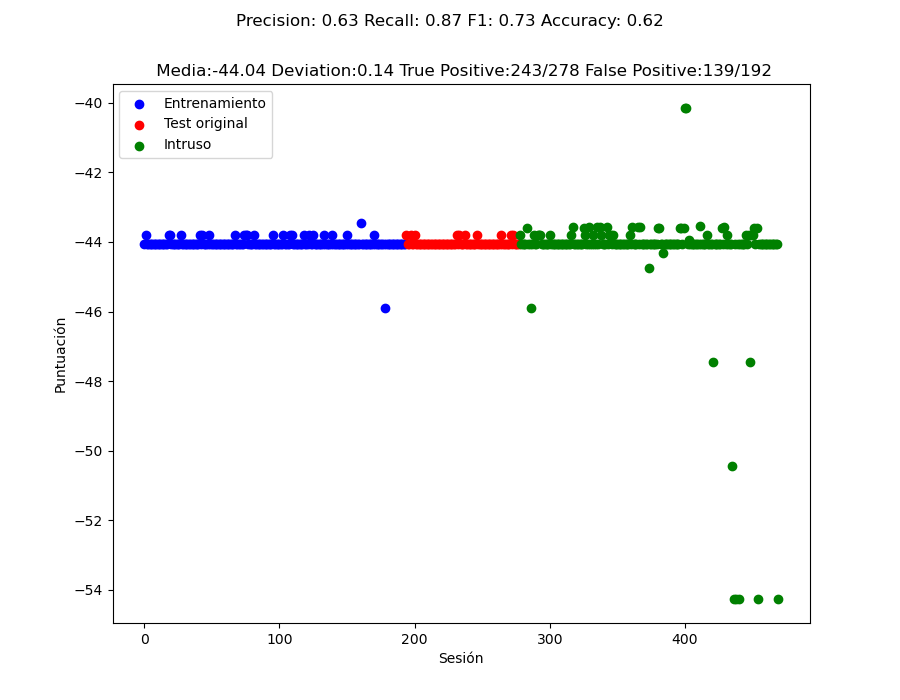 Precision: 0.63 Recall: 0.87 F1: 0.73 Accuracy: 0.62
Media:-44.04 Deviation:0.14 True Positive:243/278 False Positive:139/192
Entrenamiento
Test original
Intruso
−40
−42
−44
−46
−48
−50
−52
−54
Puntuación
0
100
200
300
400
Sesión